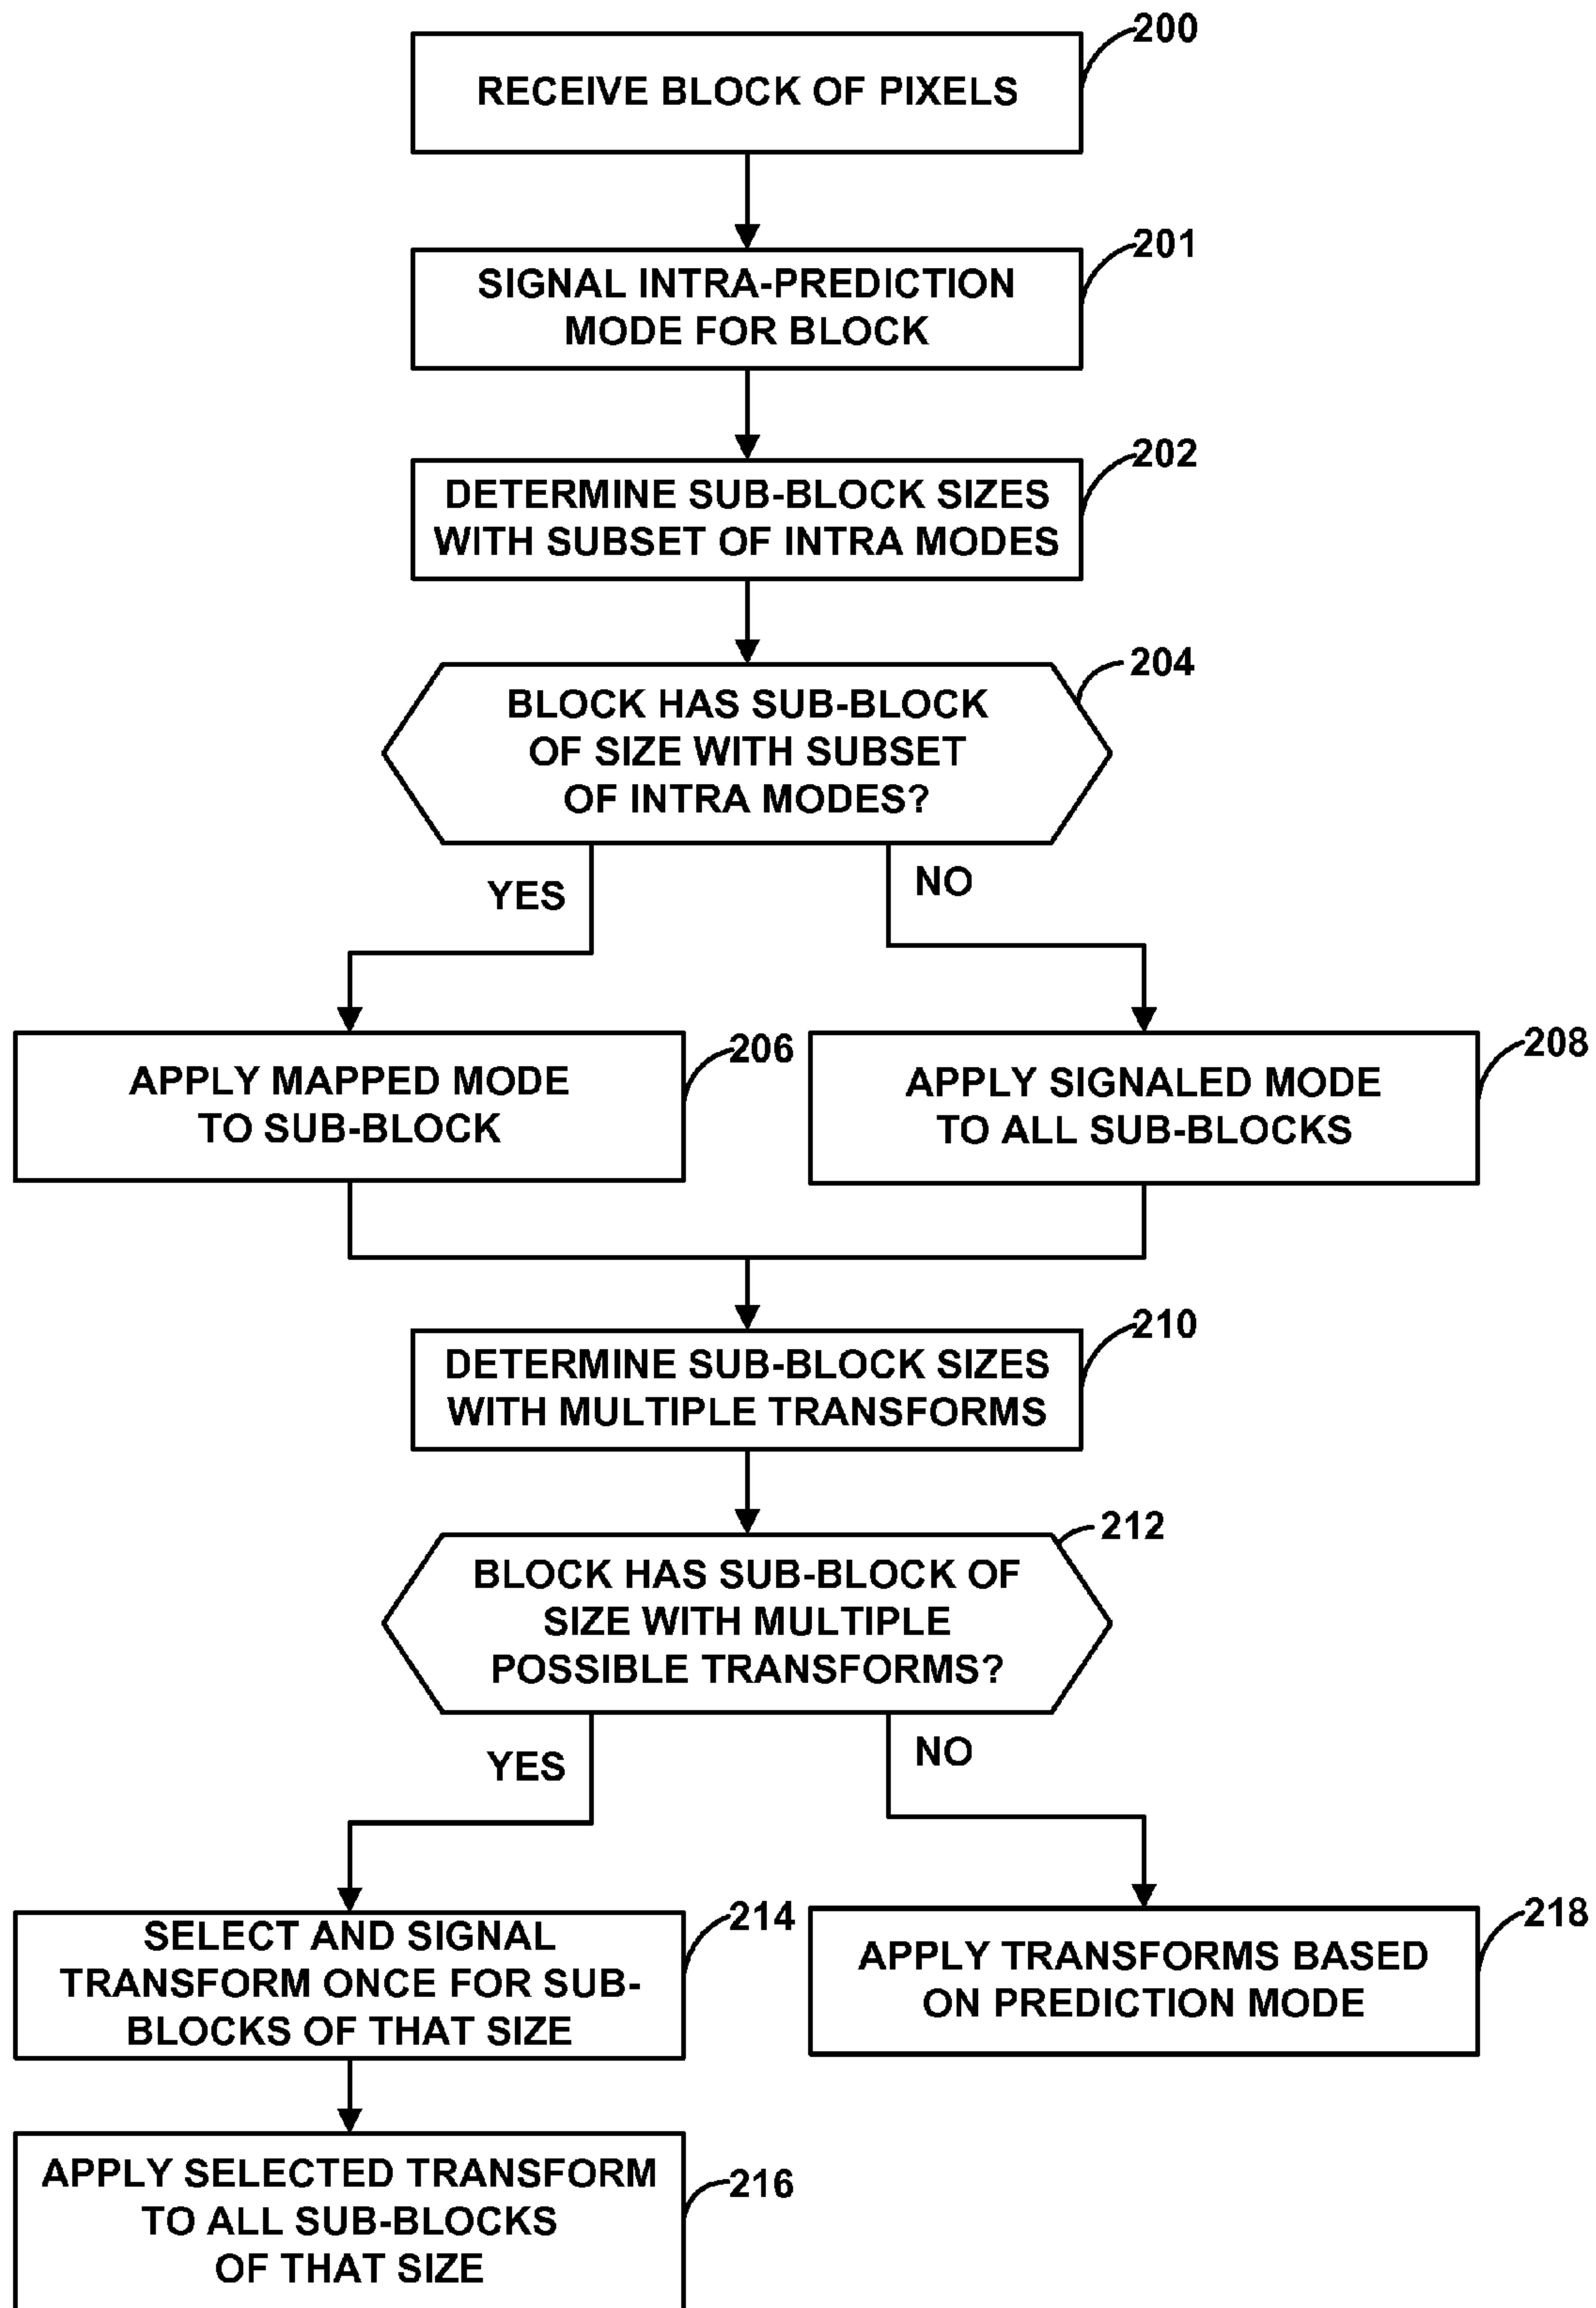 200
RECEIVE BLOCK OF PIXELS
201
SIGNAL INTRA-PREDICTION
MODE FOR BLOCK
202
DETERMINE SUB-BLOCK SIZES
WITH SUBSET OF INTRA MODES
204
BLOCK HAS SUB-BLOCK
OF SIZE WITH SUBSET
OF INTRA MODES?
YES
NO
206
APPLY MAPPED MODE
TO SUB-BLOCK
208
APPLY SIGNALED MODE
TO ALL SUB-BLOCKS
210
DETERMINE SUB-BLOCK SIZES
WITH MULTIPLE TRANSFORMS
212
BLOCK HAS SUB-BLOCK OF
SIZE WITH MULTIPLE
POSSIBLE TRANSFORMS?
YES
NO
214
SELECT AND SIGNAL
TRANSFORM ONCE FOR SUB-
BLOCKS OF THAT SIZE
218
APPLY TRANSFORMS BASED
ON PREDICTION MODE
216
APPLY SELECTED TRANSFORM
TO ALL SUB-BLOCKS
OF THAT SIZE